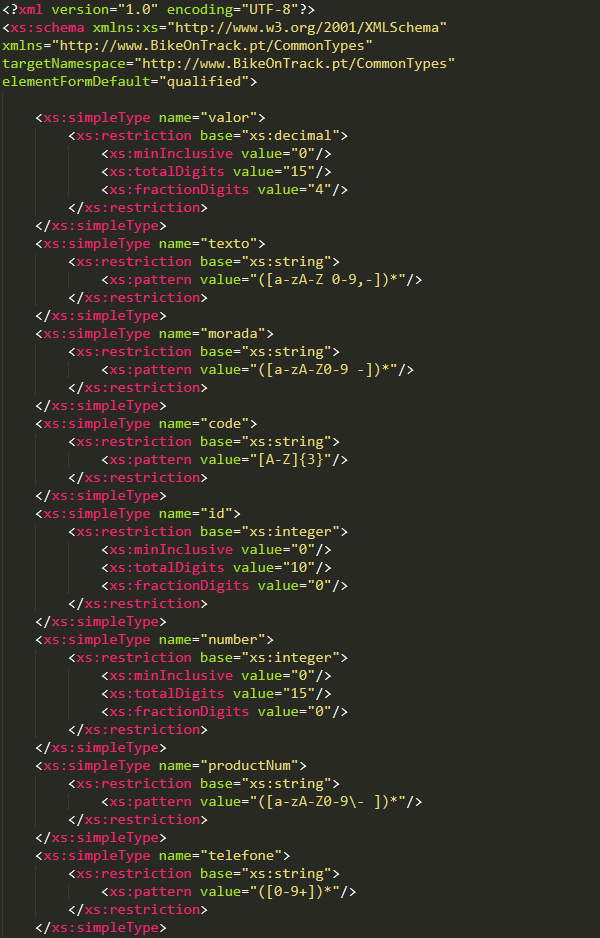 <?xml version="1.0" encoding="UTF-8"?>
<xs:schema xmlns:xs="http://www.w3.org/2001/XMLSchema"
xmlns="http://www.BikeOnTrack.pt/CommonTypes"
targetNamespace="http://www.BikeOnTrack.pt/CommonTypes"
elementFormDefault="qualified">
<xs:simpleType name="valor">
<xs:restriction base="xs:decimal">
<xs:minInclusive value="0"/>
<xs:totalDigits value="15"/>
<xs:fractionDigits value="4"/>
</xs:restriction>
</xs:simpleType>
<xs:simpleType name="texto">
<xs:restriction base="xs:string">
<xs:pattern value="([a-zA-Z 0-9,-])*"/>
</xs:restriction>
</xs:simpleType>
<xs:simpleType name="morada">
<xs:restriction base="xs:string">
<xs:pattern value="([a-zA-Z0-9 -])*"/>
</xs:restriction>
</xs:simpleType>
<xs:simpleType name="code">
<xs:restriction base="xs:string">
<xs:pattern value="[A-Z]{3}"/>
</xs:restriction>
</xs:simpleType>
<xs:simpleType name="id">
<xs:restriction base="xs:integer">
<xs:minInclusive value="0"/>
<xs:totalDigits value="10"/>
<xs:fractionDigits value="0"/>
</xs:restriction>
</xs:simpleType>
<xs:simpleType name="number">
<xs:restriction base="xs:integer">
<xs:minInclusive value="0"/>
<xs:totalDigits value="15"/>
<xs:fractionDigits value="0"/>
</xs:restriction>
</xs:simpleType>
<xs:simpleType name="productNum">
<xs:restriction base="xs:string">
<xs:pattern value="([a-zA-Z0-9\- ])*"/>
</xs:restriction>
</xs:simpleType>
<xs:simpleType name="telefone">
<xs:restriction base="xs:string">
<xs:pattern value="([0-9+])*"/>
</xs:restriction>
</xs:simpleType>